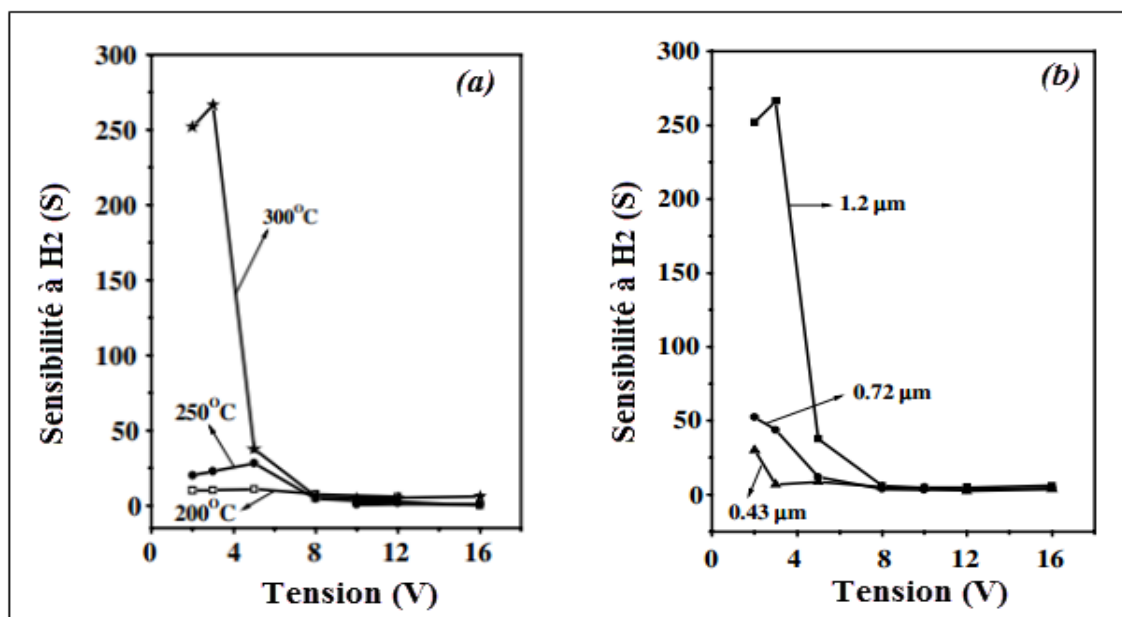 (a)
Sensibilité à H2 (S)
300
250
200
150
100
50
0
300°C
250°C
200°C
0 4 8 12 16
Tension (V)
(b)
Sensibilité à H2 (S)
300
250
200
150
100
50
0
1.2 µm
0.72 µm
0.43 µm
0 4 8 12 16
Tension (V)